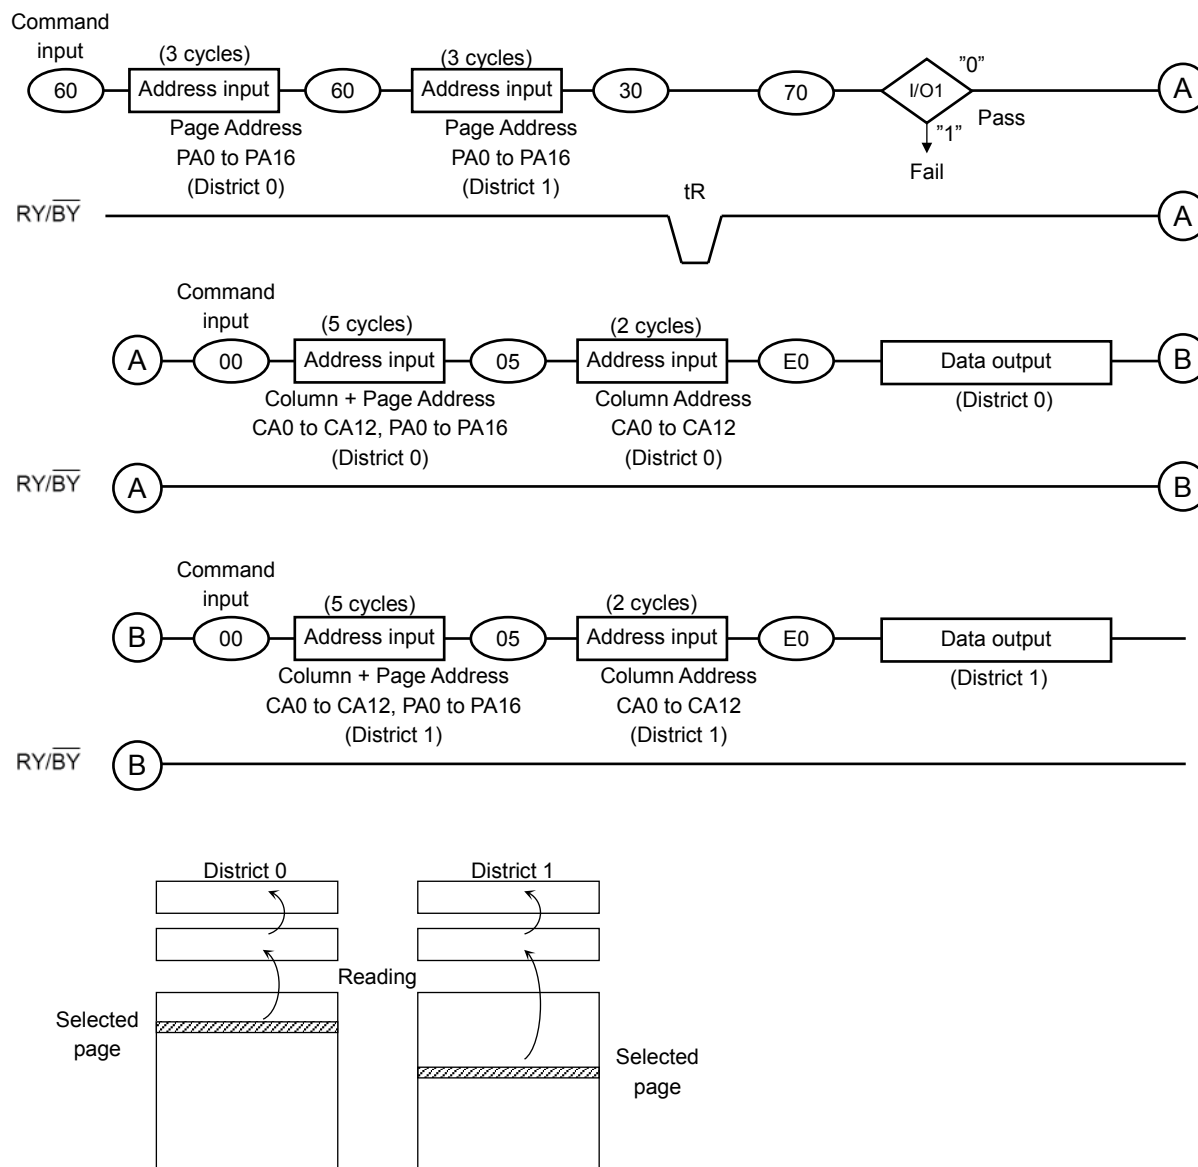 Command
input
(3 cycles)
(3 cycles)
”0”
60
Address input
60
Address input
30
70
I/O1
A
Pass
”1”
Page Address
PA0 to PA16
(District 0)
Page Address
PA0 to PA16
(District 1)
Fail
tR
RY/BY
A
Command
input
(5 cycles)
(2 cycles)
A
00
Address input
05
Address input
E0
Data output
B
Column + Page Address
CA0 to CA12, PA0 to PA16
(District 0)
Column Address
CA0 to CA12
(District 0)
(District 0)
RY/BY
A
B
Command
input
(5 cycles)
(2 cycles)
B
00
Address input
05
Address input
E0
Data output
Column + Page Address
CA0 to CA12, PA0 to PA16
(District 1)
Column Address
CA0 to CA12
(District 1)
(District 1)
RY/BY
B
District 0
District 1
Reading
Selected
page
Selected
page